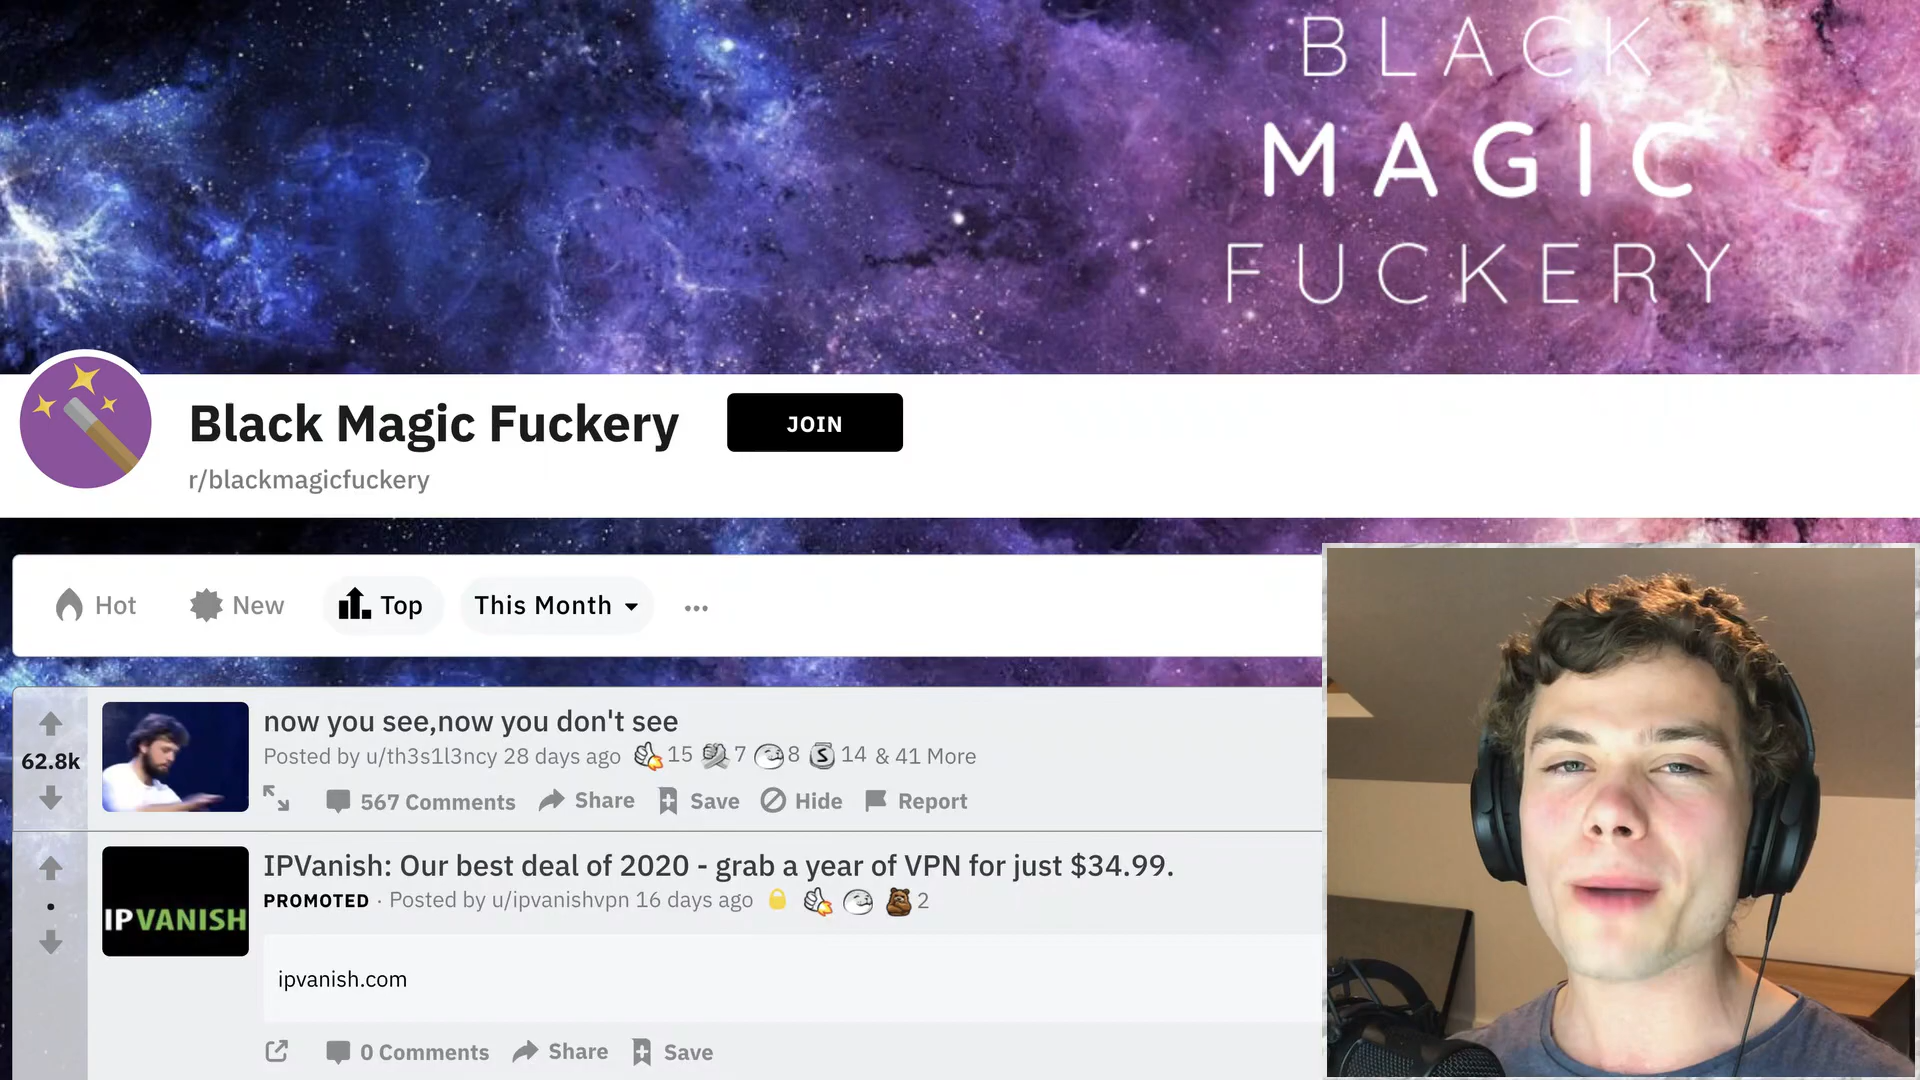 BLACK
MAGIC
FUCKERY
Black Magic Fuckery
JOIN
r/blackmagicfuckery
Hot New Top This Month ...
now you see,now you don't see
62.8k
Posted by u/th3s1l3ncy 28 days ago 15 7 8 S 14 & 41 More
567 Comments Share Save Hide Report
IPVanish: Our best deal of 2020 - grab a year of VPN for just $34.99.
PROMOTED · Posted by u/ipvanishvpn 16 days ago 2
IPVANISH
ipvanish.com
0 Comments Share Save